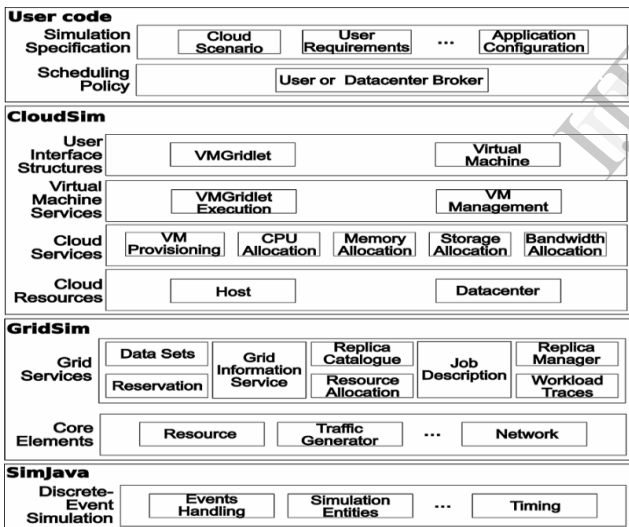 User code
Simulation
Specification
Cloud
Scenario
User
Requirements
...
Application
Configuration
Scheduling
Policy
User or Datacenter Broker
CloudSim
User
Interface
Structures
VMGridlet
Virtual
Machine
Virtual
Machine
Services
VMGridlet
Execution
VM
Management
Cloud
Services
VM
Provisioning
CPU
Allocation
Memory
Allocation
Storage
Allocation
Bandwidth
Allocation
Cloud
Resources
Host
Datacenter
GridSim
Grid
Services
Data Sets
Reservation
Grid
Information
Service
Replica
Catalogue
Resource
Allocation
Job
Description
Replica
Manager
Workload
Traces
Core
Elements
Resource
Traffic
Generator
...
Network
SimJava
Discrete-
Event
Simulation
Events
Handling
Simulation
Entities
...
Timing